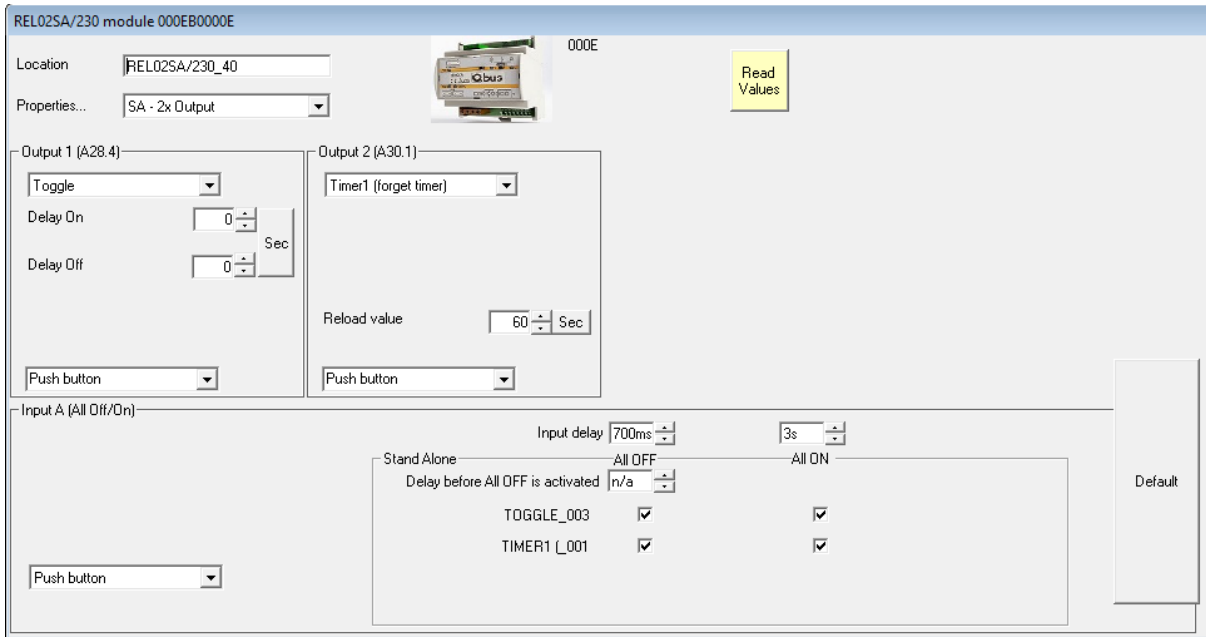 REL02SA/230 module 000EB0000E
Location
REL02SA/230_40
000E
Read
Values
Properties...
SA - 2x Output
Qbus
Output 1 (A28.4)
Toggle
Delay On
0
Sec
Delay Off
0
Push button
Output 2 (A30.1)
Timer1 (forget timer)
Reload value
60
Sec
Push button
Input A (All Off/On)
Input delay
700ms
3s
Stand Alone
All OFF
All ON
Delay before All OFF is activated
n/a
TOGGLE_003
TIMER1 (_001
Push button
Default